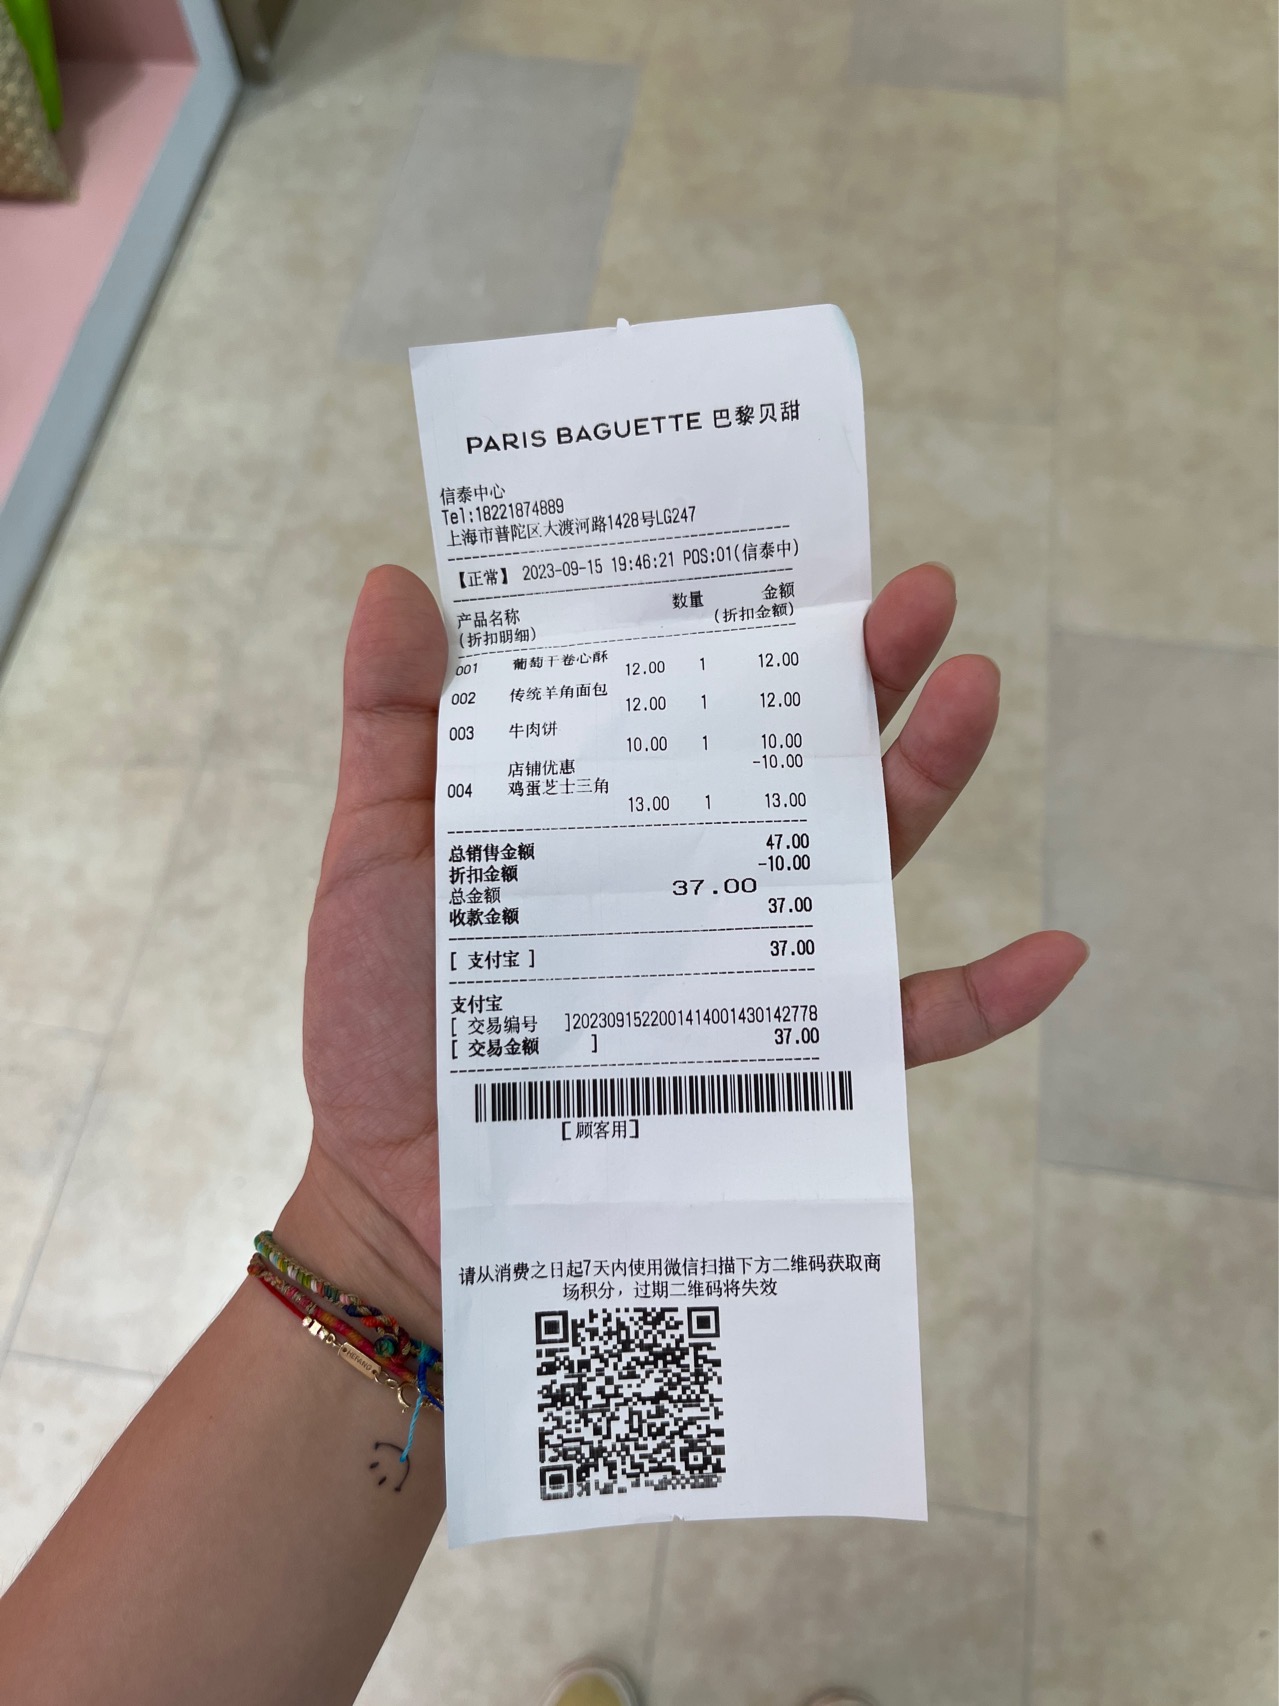 PARIS BAGUETTE 巴黎贝甜
信泰中心
Tel:18221874889
上海市普陀区大渡河路1428号LG247
【正常】 2023-09-15 19:46:21 POS:01(信泰中)
产品名称 数量 金额
(折扣明细) (折扣金额)
001 葡萄干卷心酥 12.00 1 12.00
002 传统羊角面包 12.00 1 12.00
003 牛肉饼 10.00 1 10.00
店铺优惠 -10.00
004 鸡蛋芝士三角 13.00 1 13.00
总销售金额 47.00
折扣金额 -10.00
总金额 37.00
收款金额 37.00
[ 支付宝 ] 37.00
支付宝
[ 交易编号 ]2023091522001414001430142778
[ 交易金额 ] 37.00
[顾客用]
请从消费之日起7天内使用微信扫描下方二维码获取商
场积分，过期二维码将失效
HEFANG